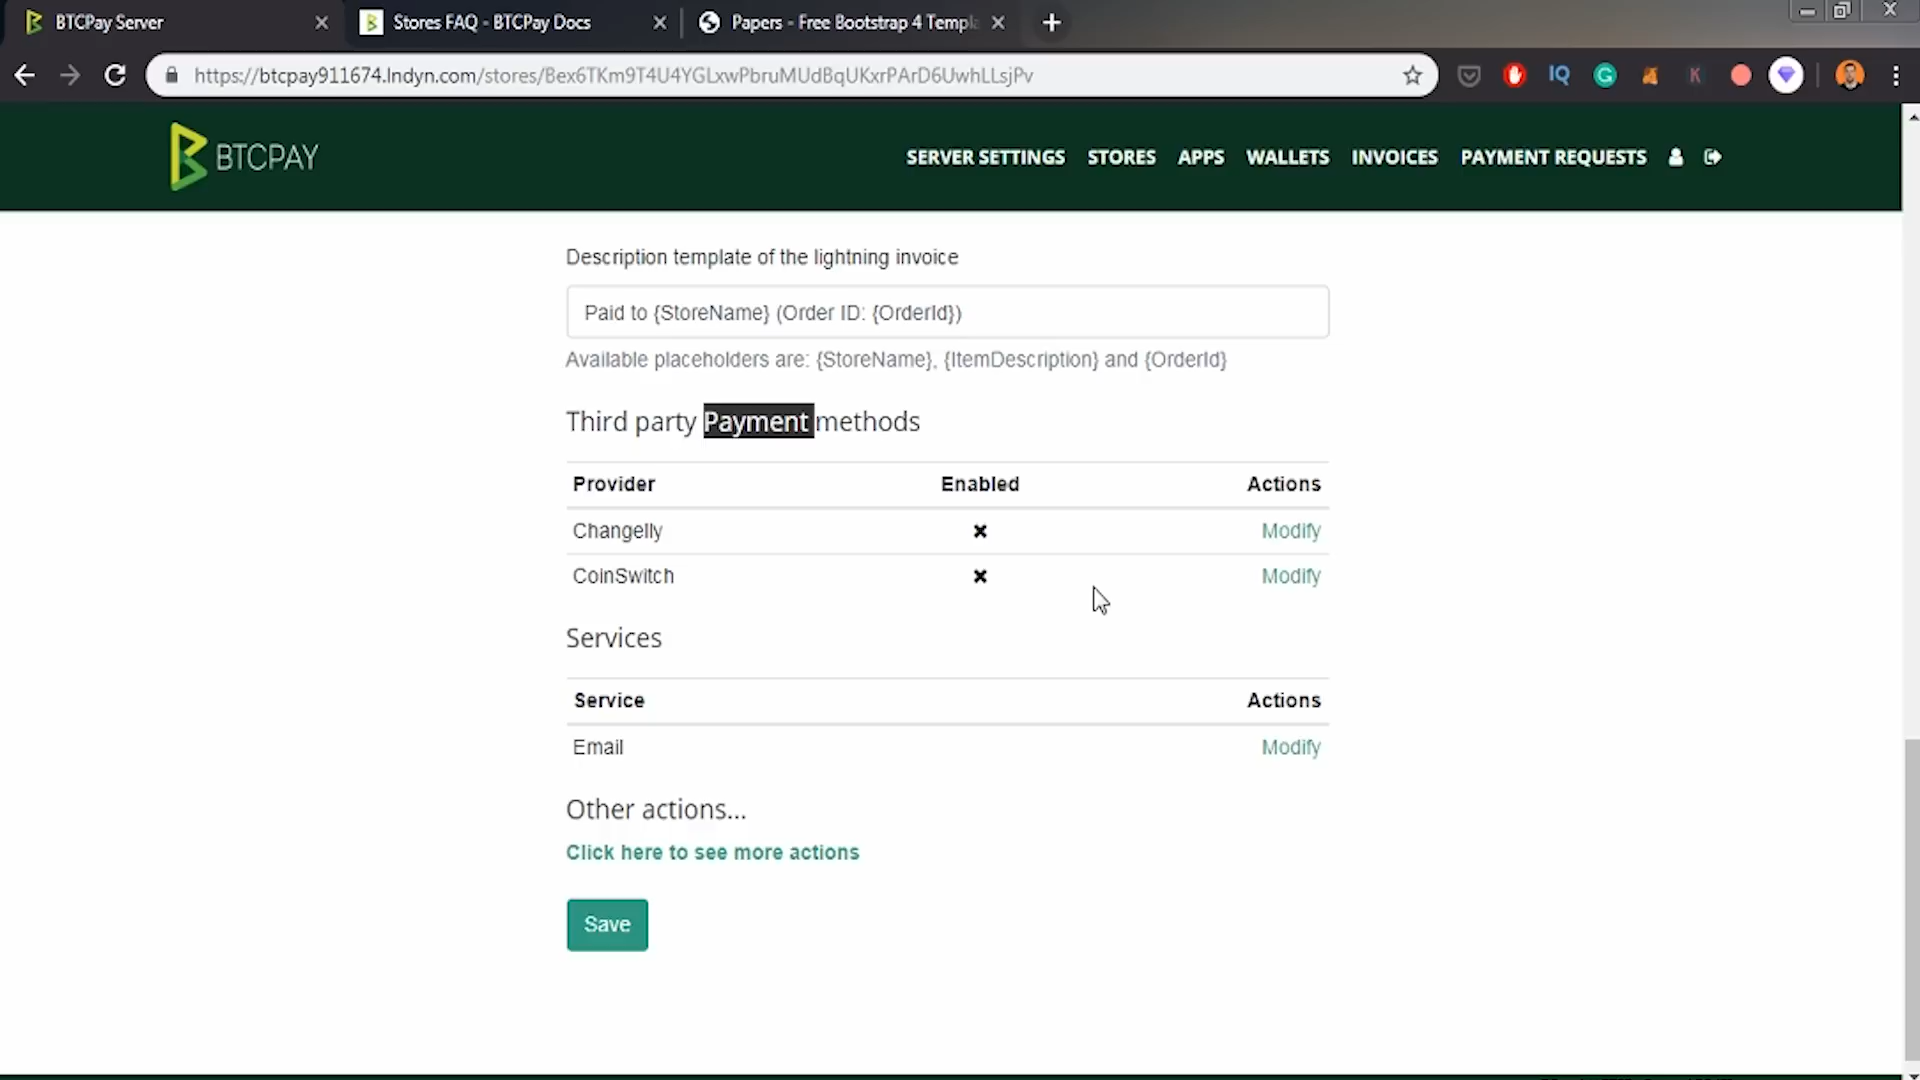 BTCPay Server
Stores FAQ - BTCPay Docs
Papers - Free Bootstrap 4 Templa
https://btcpay911674.lndyn.com/stores/Bex6TKm9T4U4YGLxwPbruMUdBqUKxrPArD6UwhLLsjPv
IQ
K
BTCPAY
SERVER SETTINGS
STORES
APPS
WALLETS
INVOICES
PAYMENT REQUESTS
Description template of the lightning invoice
Paid to {StoreName} (Order ID: {OrderId})
Available placeholders are: {StoreName}, {ItemDescription} and {OrderId}
Third party Payment methods
Provider Enabled Actions
Changelly Modify
CoinSwitch Modify
Services
Service Actions
Email Modify
Other actions...
Click here to see more actions
Save